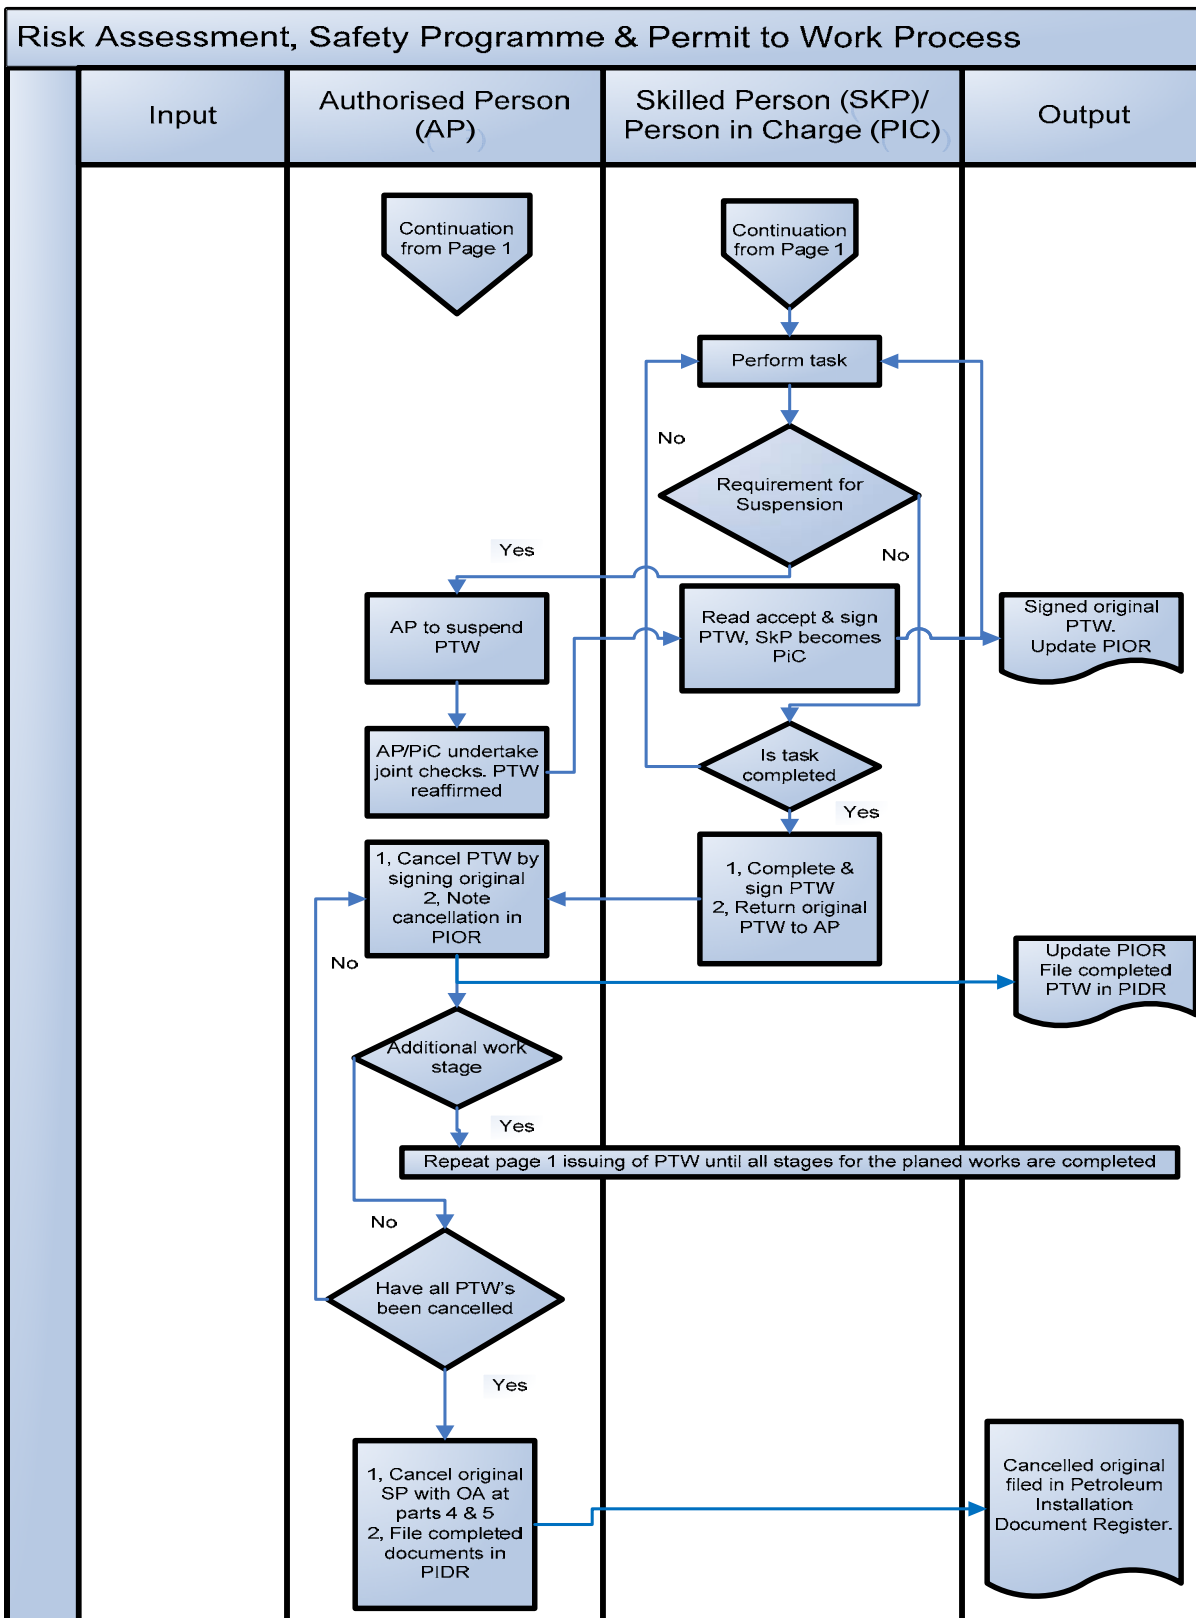 Risk Assessment, Safety Programme & Permit to Work Process
Input
Authorised Person
(AP)
Skilled Person (SKP)/
Person in Charge (PIC)
Output
Continuation
from Page 1
Continuation
from Page 1
Perform task
No
Requirement for
Suspension
Yes
No
AP to suspend
PTW
Read accept & sign
PTW, SkP becomes
PiC
Signed original
PTW.
Update PIOR
AP/PiC undertake
joint checks. PTW
reaffirmed
Is task
completed
Yes
1, Cancel PTW by
signing original
2, Note
cancellation in
PIOR
1, Complete &
sign PTW
2, Return original
PTW to AP
No
Update PIOR
File completed
PTW in PIDR
Additional work
stage
Yes
Repeat page 1 issuing of PTW until all stages for the planed works are completed
No
Have all PTW's
been cancelled
Yes
1, Cancel original
SP with OA at
parts 4 & 5
2, File completed
documents in
PIDR
Cancelled original
filed in Petroleum
Installation
Document Register.